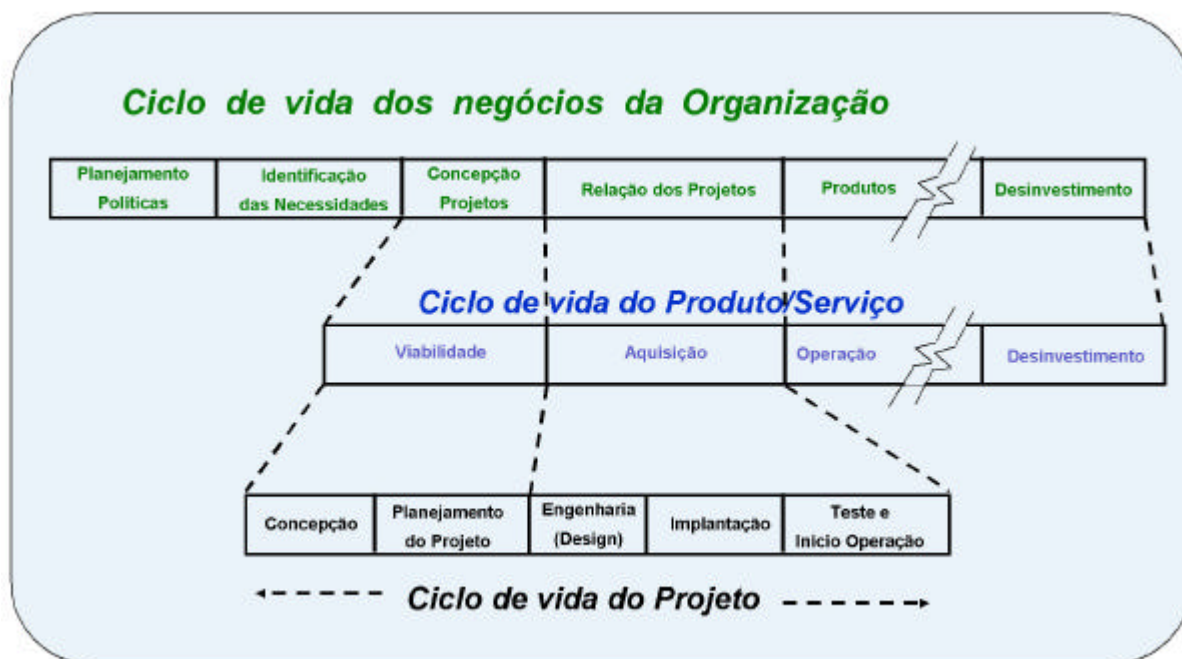 Ciclo de vida dos negócios da Organização
Planejamento
Politicas
Identificação
das Necessidades
Concepção
Projetos
Relação dos Projetos
Produtos
Desinvestimento
Ciclo de vida do Produto/Serviço
Viabilidade
Aquisição
Operação
Desinvestimento
Concepção
Planejamento
do Projeto
Engenharia
(Design)
Implantação
Teste e
Inicio Operação
Ciclo de vida do Projeto